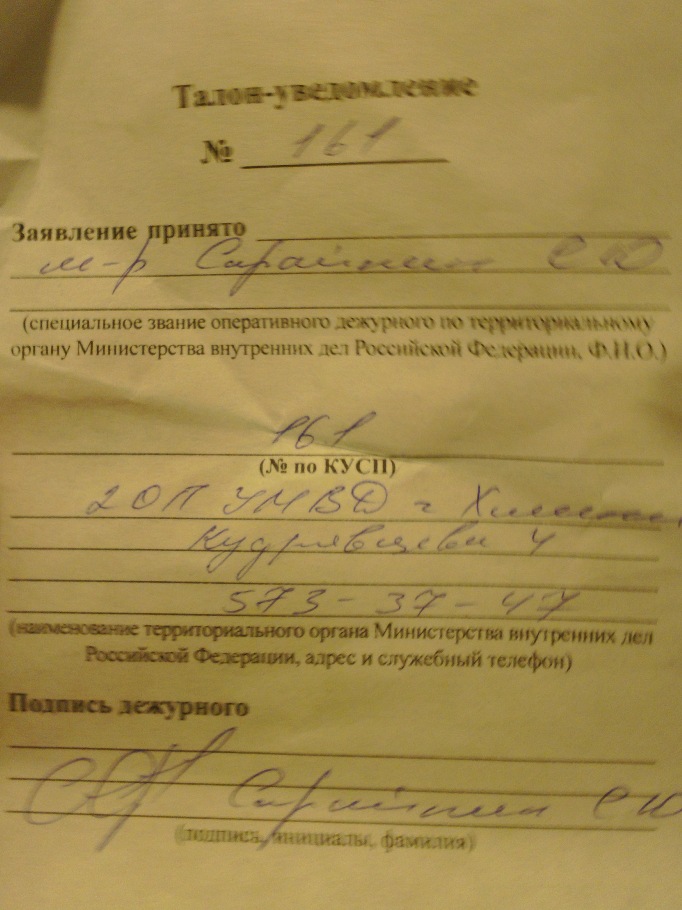 Талон-уведомление
№ 161
Заявление принято
м-р Сарайкин С Ю
(специальное звание оперативного дежурного по территориальному
органу Министерства внутренних дел Российской Федерации, Ф.И.О.)
161
(№ по КУСП)
2 ОП УМВД г Химки
Кудрявцева 4
573-37-47
(наименование территориального органа Министерства внутренних дел
Российской Федерации, адрес и служебный телефон)
Подпись дежурного
Сарайкин С Ю
(подпись, инициалы, фамилия)